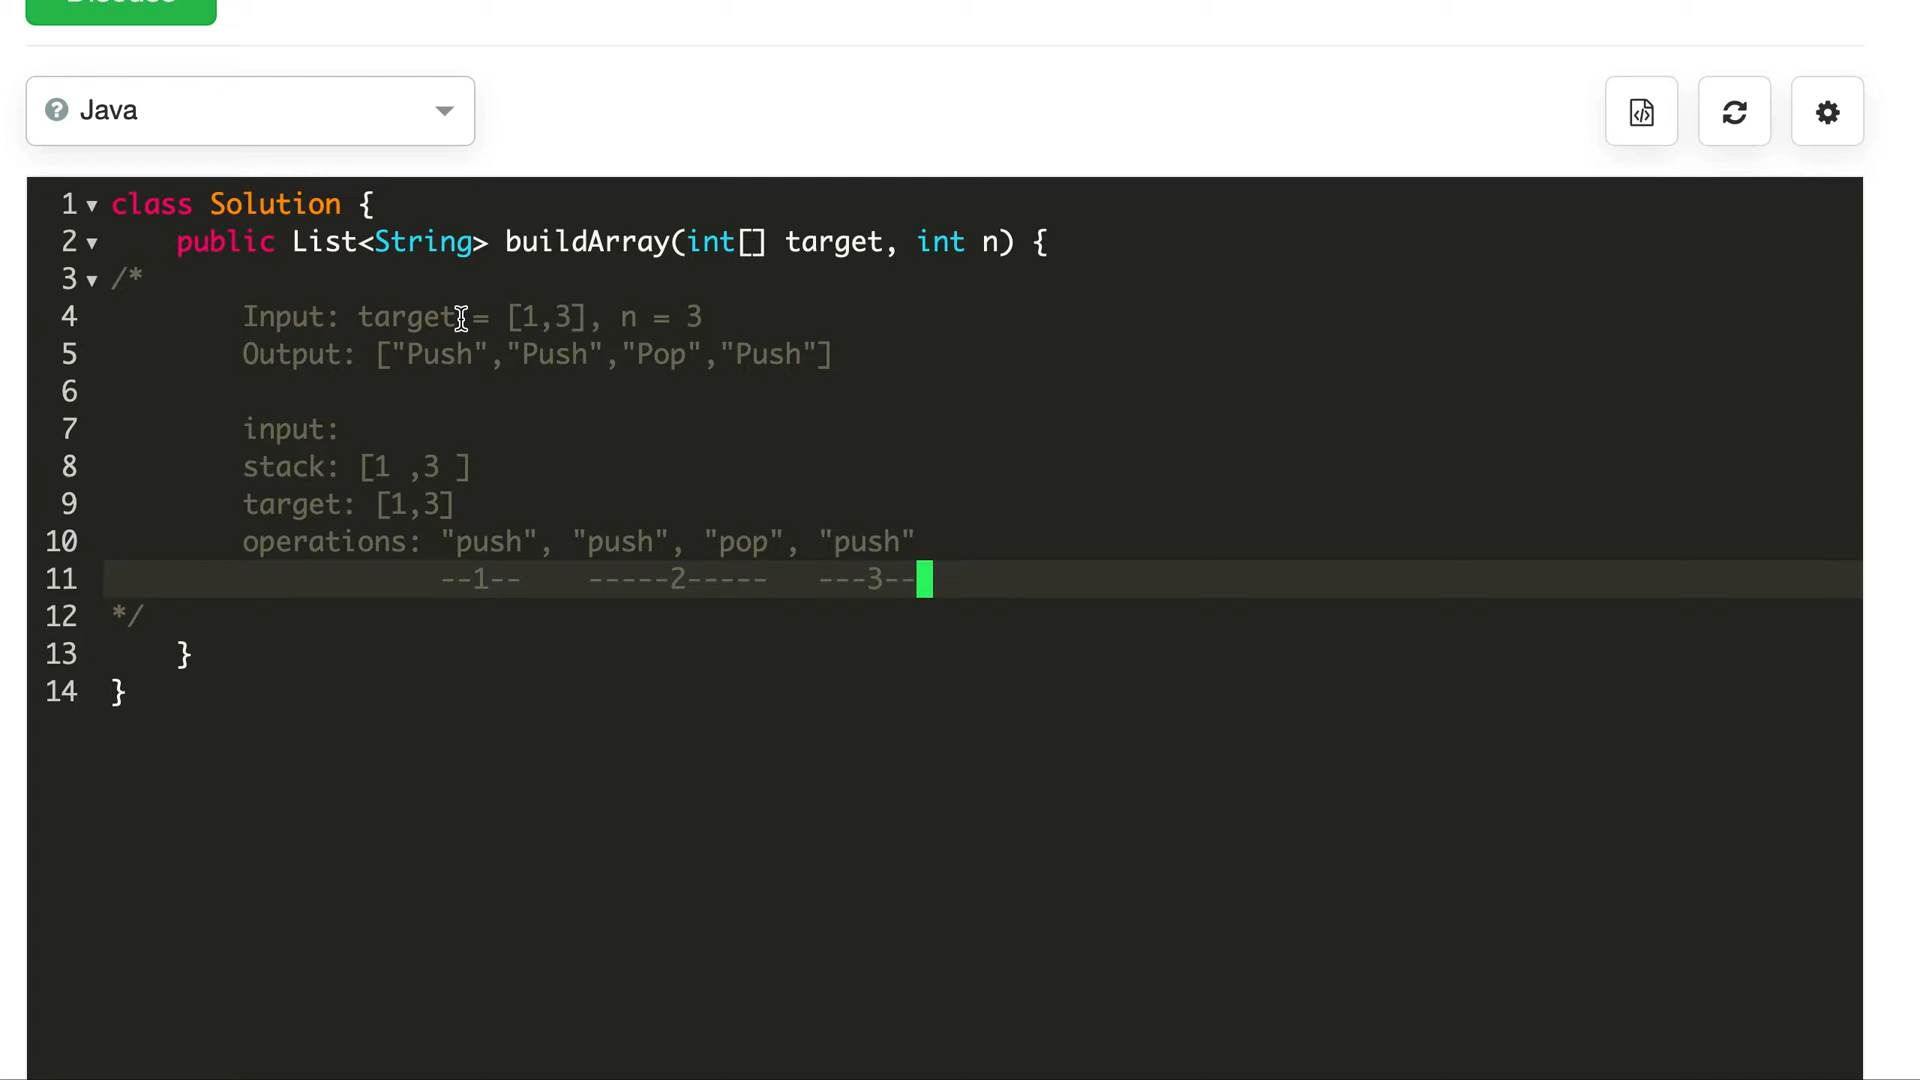 Discuss
Java
1 class Solution {
2     public List<String> buildArray(int[] target, int n) {
3 /*
4         Input: target = [1,3], n = 3
5         Output: ["Push","Push","Pop","Push"]
6
7         input:
8         stack: [1 ,3 ]
9         target: [1,3]
10         operations: "push", "push", "pop", "push"
11                     --1--    -----2-----   ---3--
12 */
13     }
14 }